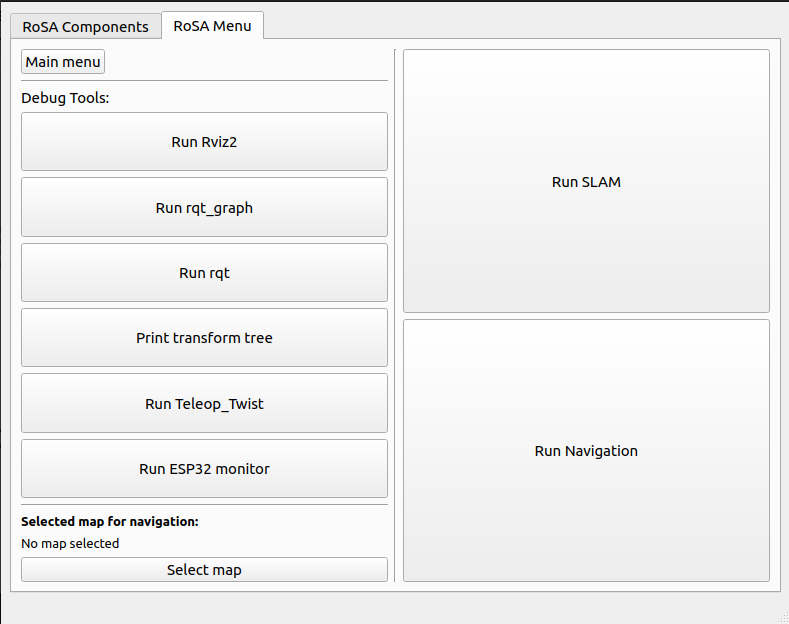 RoSA Components
RoSA Menu
Main menu
Debug Tools:
Run Rviz2
Run rqt_graph
Run rqt
Print transform tree
Run Teleop_Twist
Run ESP32 monitor
Selected map for navigation:
No map selected
Select map
Run SLAM
Run Navigation